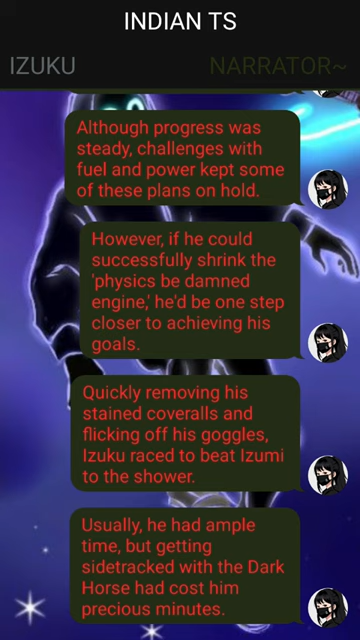 INDIAN TS
IZUKU
NARRATOR~
Although progress was
steady, challenges with
fuel and power kept some
of these plans on hold.
However, if he could
successfully shrink the
'physics be damned
engine,' he'd be one step
closer to achieving his
goals.
Quickly removing his
stained coveralls and
flicking off his goggles,
Izuku raced to beat Izumi
to the shower.
Usually, he had ample
time, but getting
sidetracked with the Dark
Horse had cost him
precious minutes.